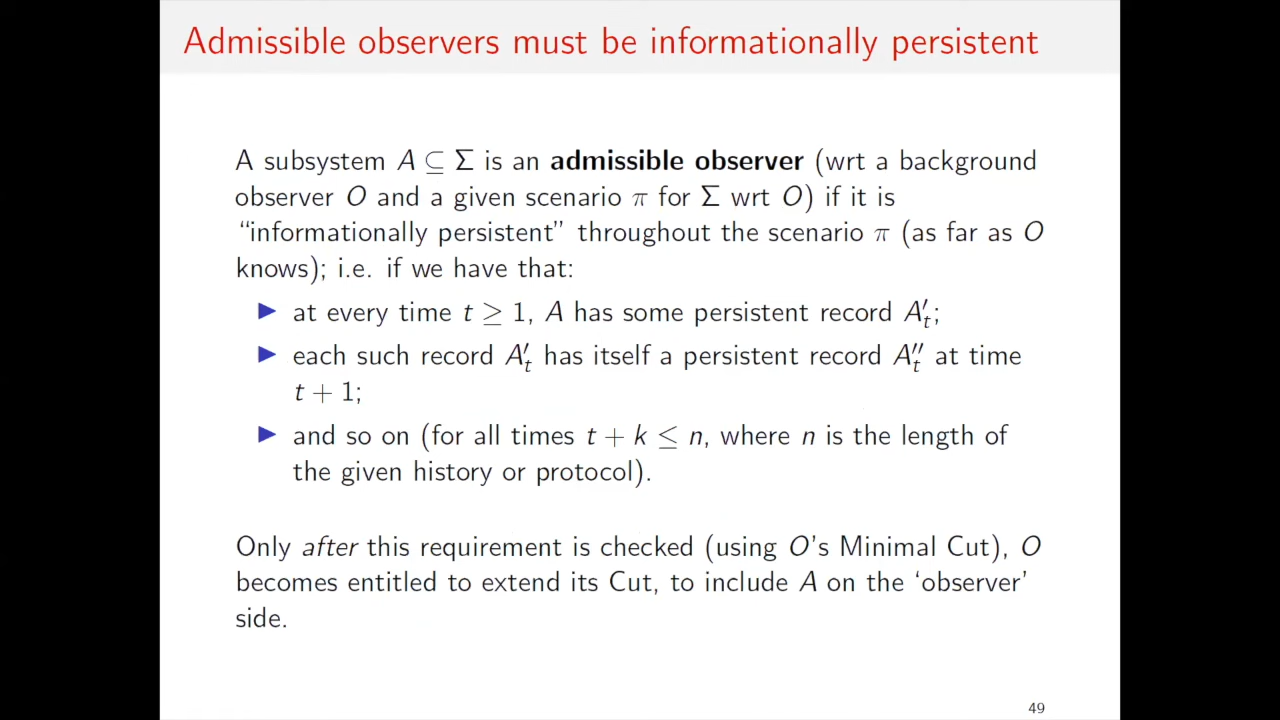 Admissible observers must be informationally persistent
A subsystem A ⊆ Σ is an admissible observer (wrt a background
observer O and a given scenario π for Σ wrt O) if it is
“informationally persistent” throughout the scenario π (as far as O
knows); i.e. if we have that:
▶ at every time t ≥ 1, A has some persistent record A′ₜ;
▶ each such record A′ₜ has itself a persistent record A″ₜ at time
t + 1;
▶ and so on (for all times t + k ≤ n, where n is the length of
the given history or protocol).
Only after this requirement is checked (using O’s Minimal Cut), O
becomes entitled to extend its Cut, to include A on the ‘observer’
side.
49